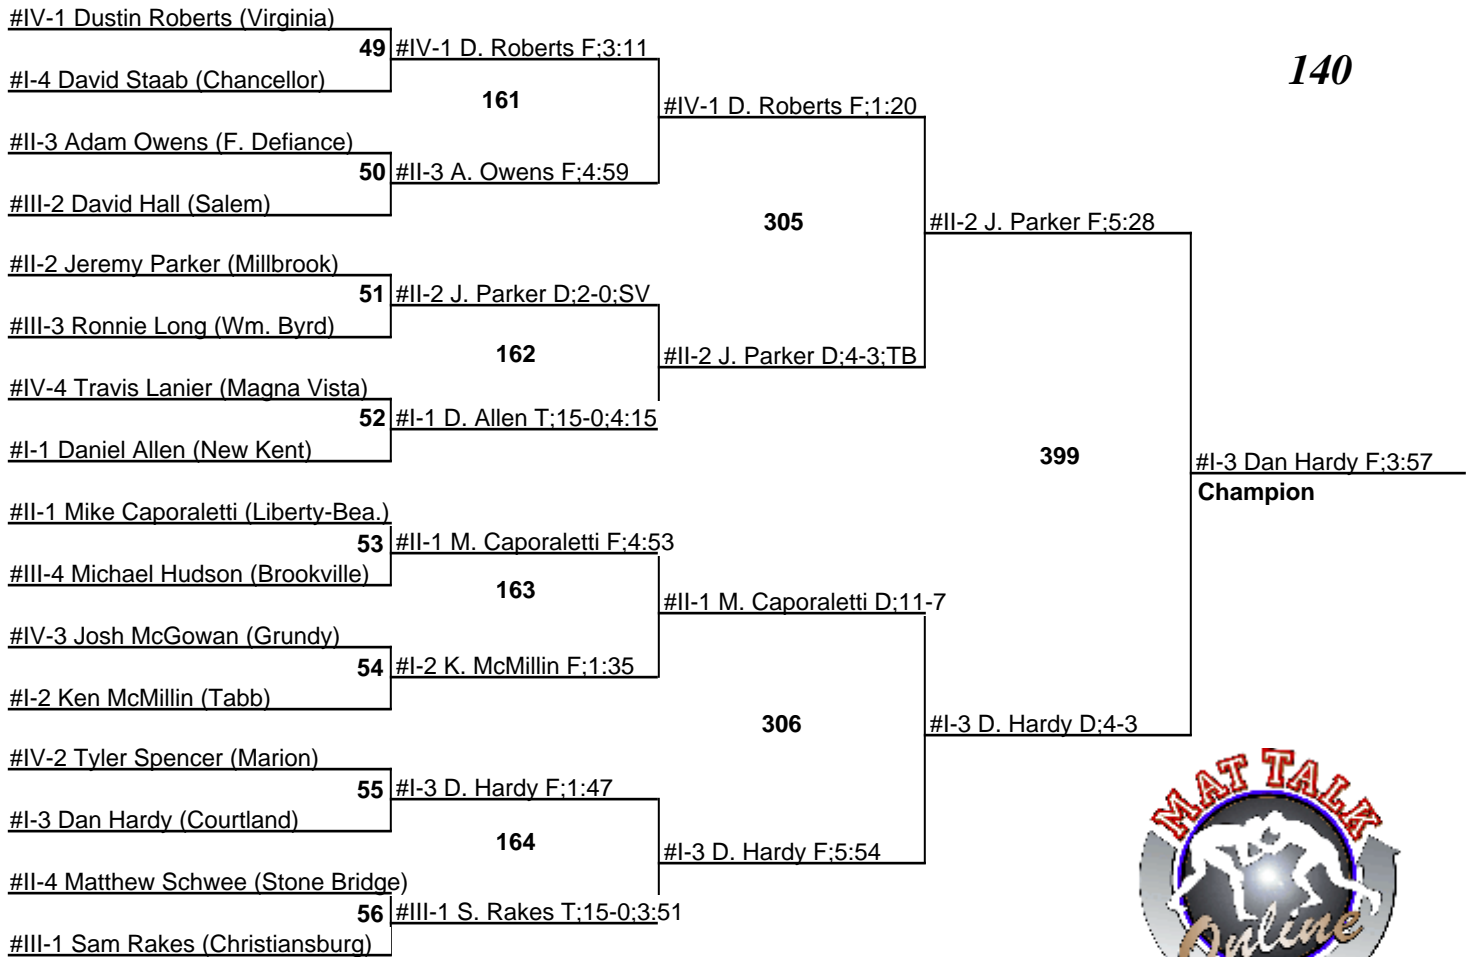 #IV-1 Dustin Roberts (Virginia)
49 #IV-1 D. Roberts F;3:11
140
#I-4 David Staab (Chancellor)
161
#IV-1 D. Roberts F;1:20
#II-3 Adam Owens (F. Defiance)
50 #II-3 A. Owens F;4:59
#III-2 David Hall (Salem)
305
#II-2 J. Parker F;5:28
#II-2 Jeremy Parker (Millbrook)
51 #II-2 J. Parker D;2-0;SV
#III-3 Ronnie Long (Wm. Byrd)
162
#II-2 J. Parker D;4-3;TB
#IV-4 Travis Lanier (Magna Vista)
52 #I-1 D. Allen T;15-0;4:15
#I-1 Daniel Allen (New Kent)
399
#I-3 Dan Hardy F;3:57
Champion
#II-1 Mike Caporaletti (Liberty-Bea.)
53 #II-1 M. Caporaletti F;4:53
#III-4 Michael Hudson (Brookville)
163
#II-1 M. Caporaletti D;11-7
#IV-3 Josh McGowan (Grundy)
54 #I-2 K. McMillin F;1:35
#I-2 Ken McMillin (Tabb)
306
#I-3 D. Hardy D;4-3
#IV-2 Tyler Spencer (Marion)
55 #I-3 D. Hardy F;1:47
#I-3 Dan Hardy (Courtland)
164
#I-3 D. Hardy F;5:54
#II-4 Matthew Schwee (Stone Bridge)
56 #III-1 S. Rakes T;15-0;3:51
#III-1 Sam Rakes (Christiansburg)
MAT TALK
Online